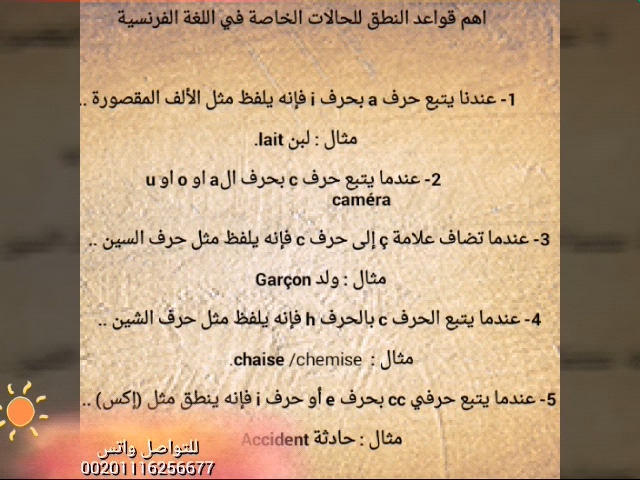 اهم قواعد النطق للحالات الخاصة في اللغة الفرنسية
1- عندنا يتبع حرف a بحرف i فإنه يلفظ مثل الألف المقصورة ..
مثال : لبن lait.
2- عندما يتبع حرف c بحرف الa او o او u
caméra
3- عندما تضاف علامة ç إلى حرف c فإنه يلفظ مثل حرف السين ..
مثال : ولد Garçon
4- عندما يتبع الحرف c بالحرف h فإنه يلفظ مثل حرف الشين ..
مثال : chaise /chemise.
5- عندما يتبع حرفي cc بحرف e أو حرف i فإنه ينطق مثل (إكس) ..
مثال : حادثة Accident
للتواصل واتس
00201116256677